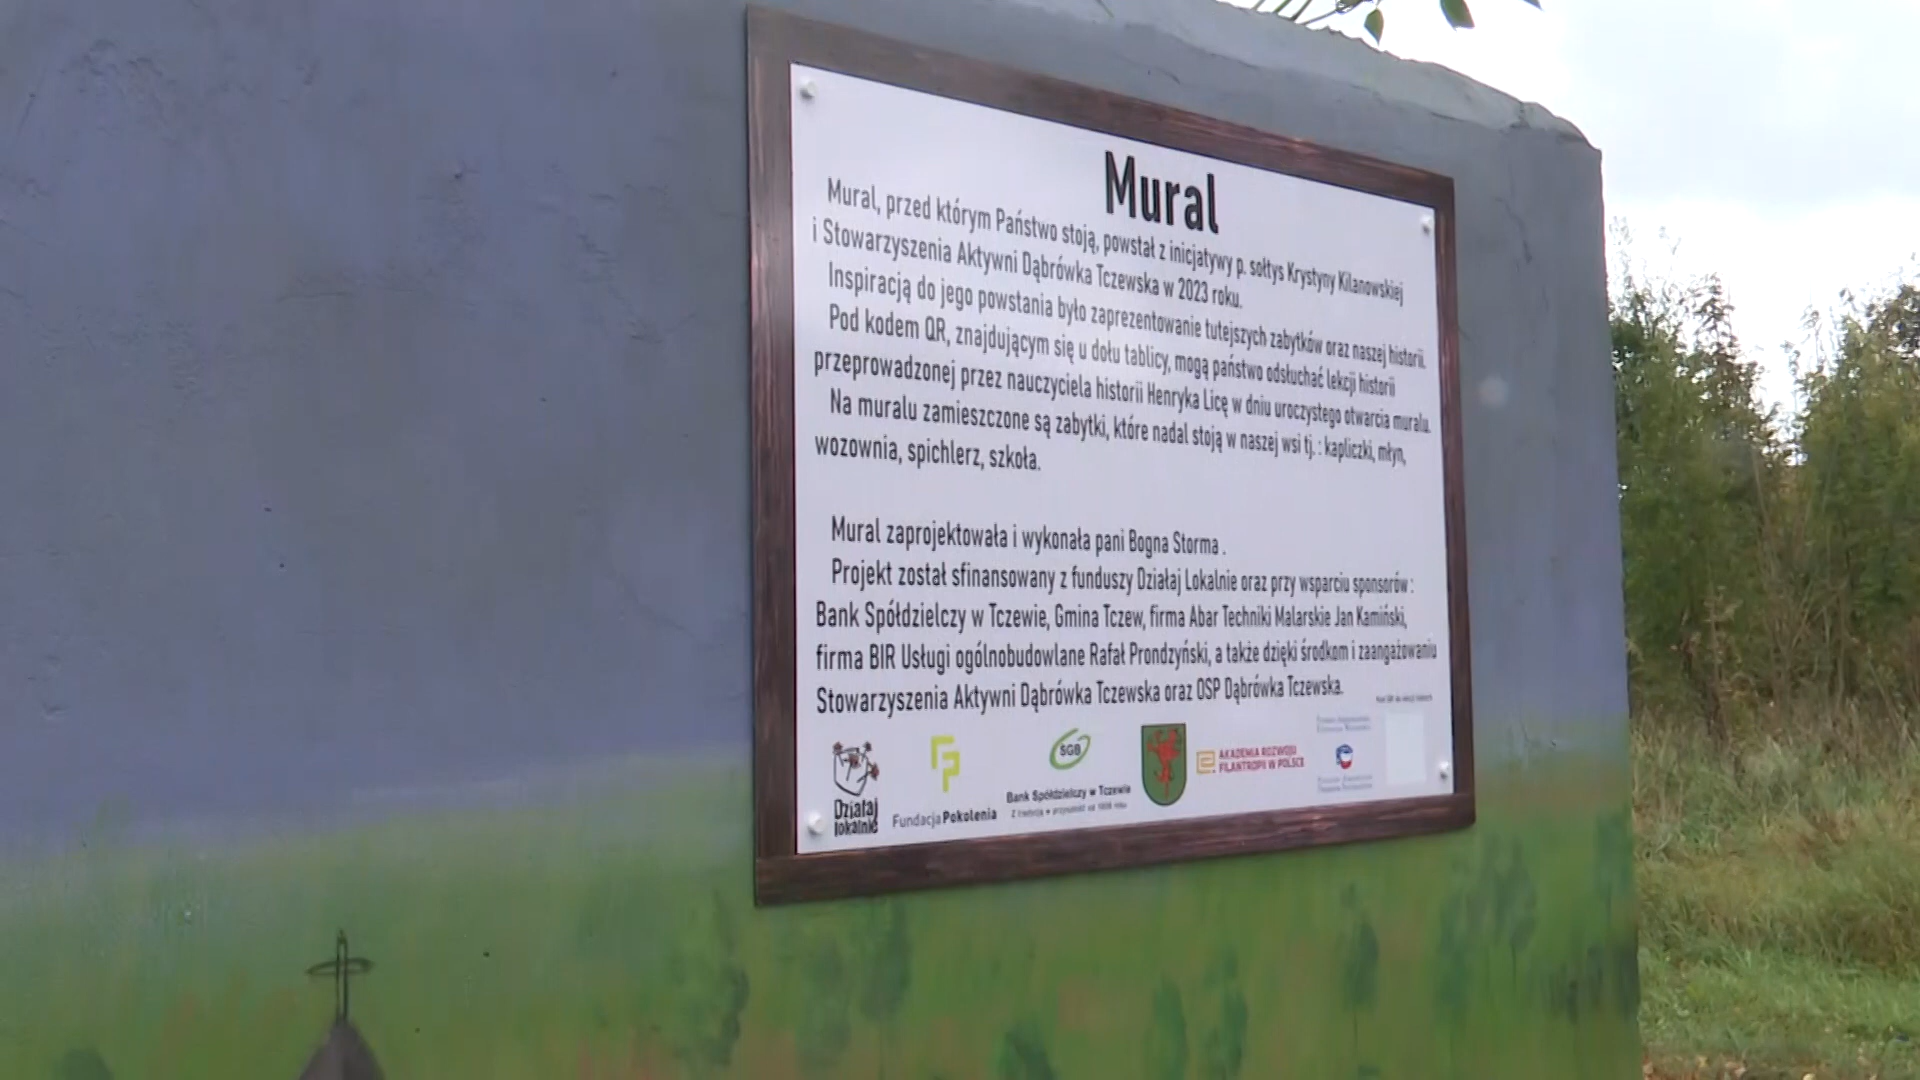 Mural
Mural, przed którym Państwo stoją, powstał z inicjatywy p. sołtys Krystyny Kilanowskiej
i Stowarzyszenia Aktywni Dąbrówka Tczewska w 2023 roku.
Inspiracją do jego powstania było zaprezentowanie tutejszych zabytków oraz naszej historii.
Pod kodem QR, znajdującym się u dołu tablicy, mogą państwo odsłuchać lekcji historii
przeprowadzonej przez nauczyciela historii Henryka Licę w dniu uroczystego otwarcia muralu.
Na muralu zamieszczone są zabytki, które nadal stoją w naszej wsi tj. : kapliczki, młyn,
wozownia, spichlerz, szkoła.
Mural zaprojektowała i wykonała pani Bogna Storma .
Projekt został sfinansowany z funduszy Działaj Lokalnie oraz przy wsparciu sponsorów :
Bank Spółdzielczy w Tczewie, Gmina Tczew, firma Abar Techniki Malarskie Jan Kamiński,
firma BIR Usługi ogólnobudowlane Rafał Prondzyński, a także dzięki środkom i zaangażowaniu
Stowarzyszenia Aktywni Dąbrówka Tczewska oraz OSP Dąbrówka Tczewska.
Działaj
lokalnie
Fundacja Pokolenia
SGB
Bank Spółdzielczy w Tczewie
AKADEMIA ROZWOJU
FILANTROPII W POLSCE